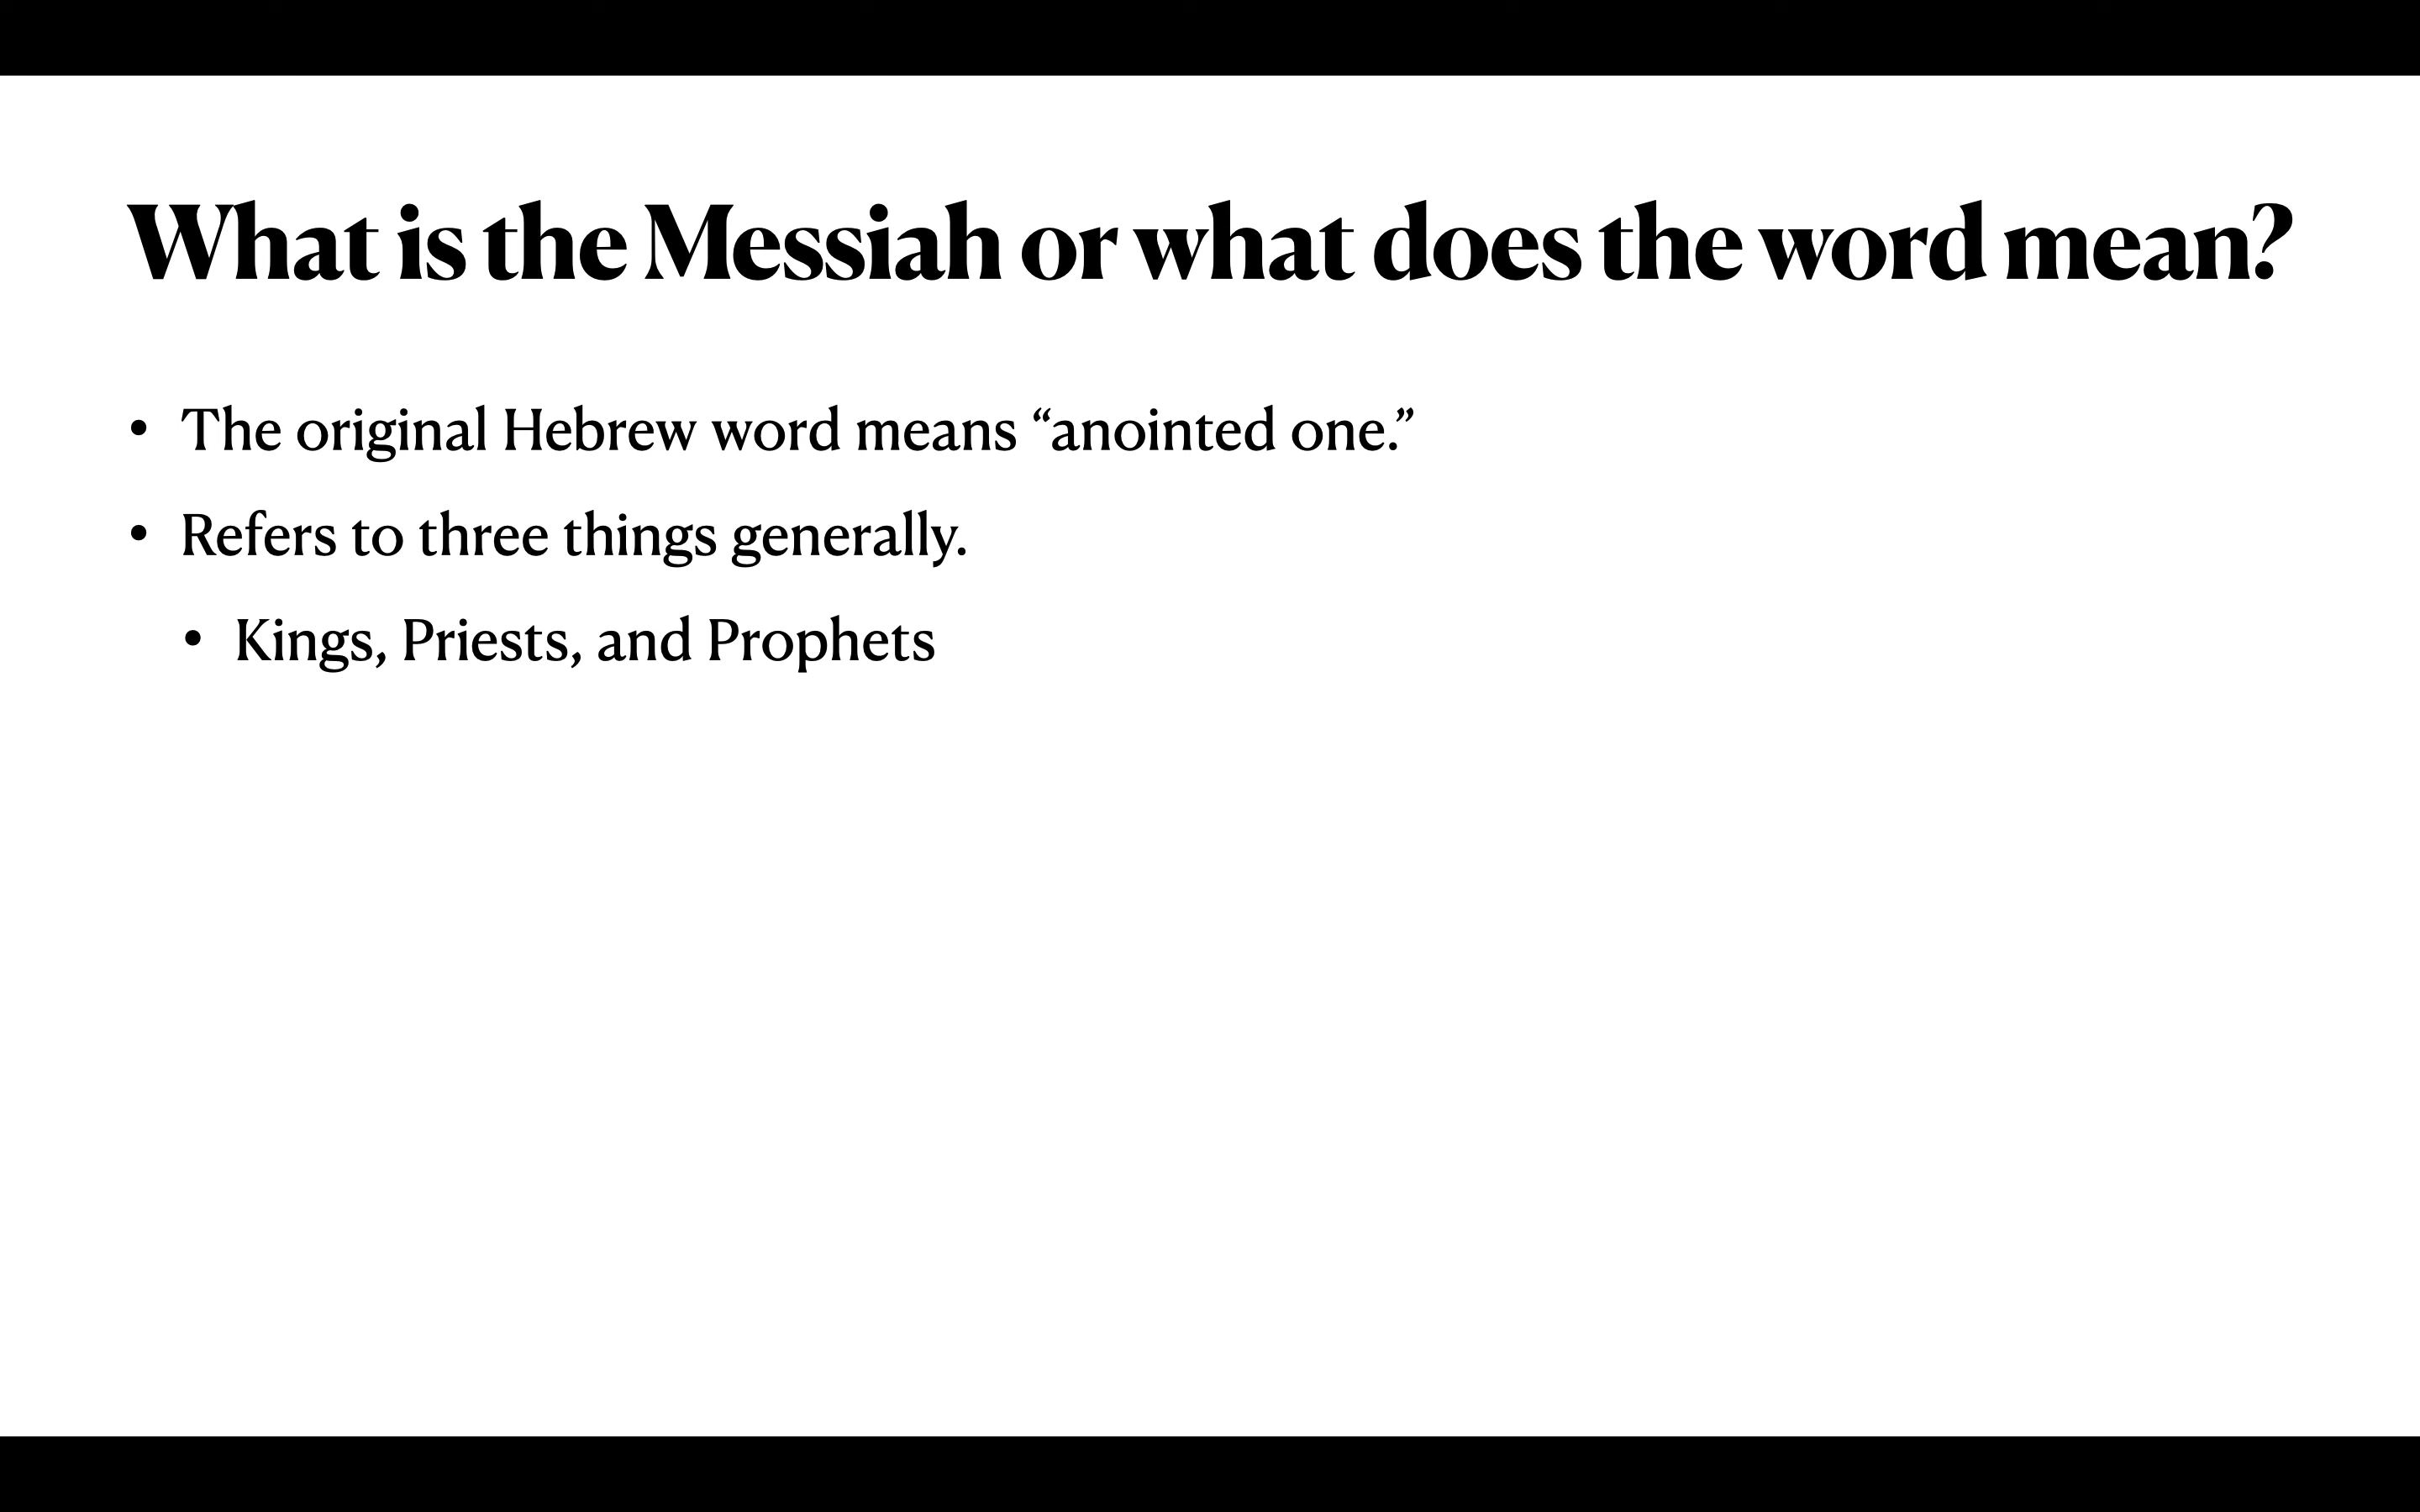 What is the Messiah or what does the word mean?
• The original Hebrew word means “anointed one.”
• Refers to three things generally.
• Kings, Priests, and Prophets